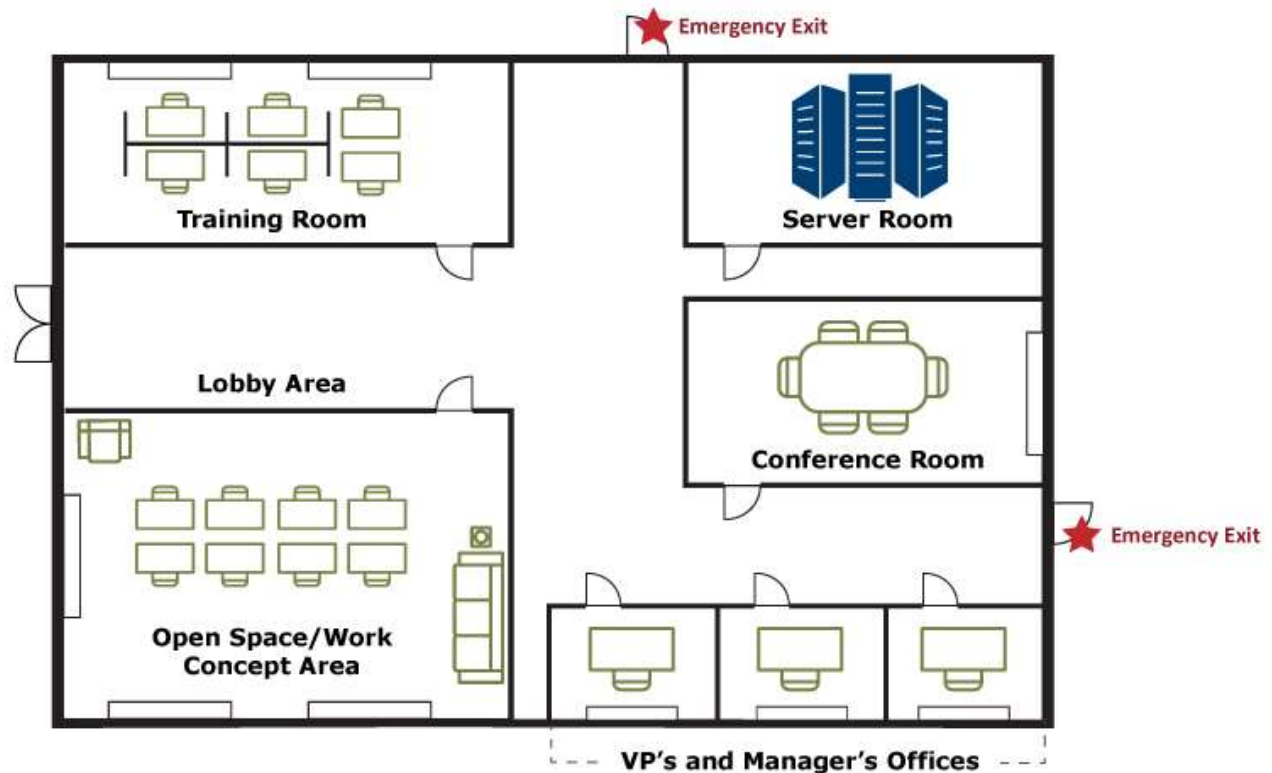 Emergency Exit
Training Room
Server Room
Lobby Area
Conference Room
Emergency Exit
Open Space/Work
Concept Area
VP's and Manager's Offices